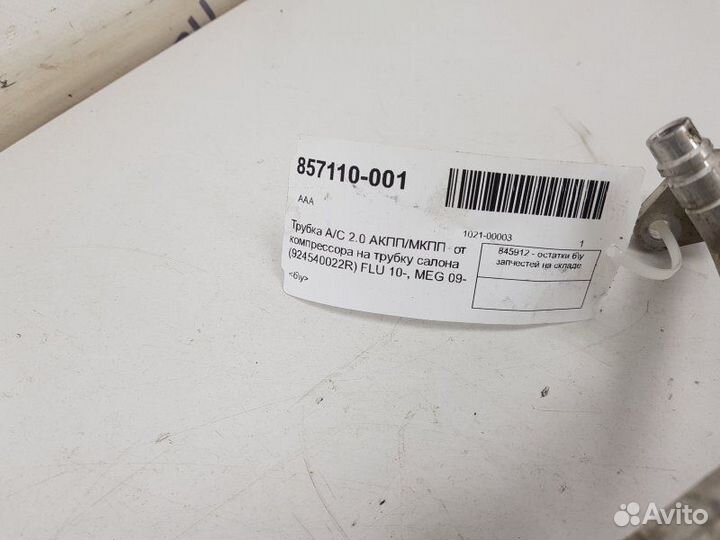 857110-001
AAA
1021-00003 1
Трубка A/C 2.0 АКПП/МКПП от
компрессора на трубку салона
(924540022R) FLU 10-, MEG 09-
<б\у>
845912 - остатки б\у
запчестей на складе
Avito